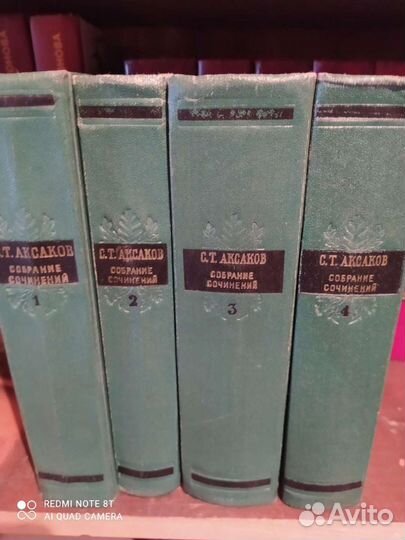 ОНОВА
С.Т. АКСАКОВ
СОБРАНИЕ
СОЧИНЕНИЙ
1
С.Т. АКСАКОВ
СОБРАНИЕ
СОЧИНЕНИЙ
2
С.Т. АКСАКОВ
СОБРАНИЕ
СОЧИНЕНИЙ
3
С.Т. АКСАКОВ
СОБРАНИЕ
СОЧИНЕНИЙ
4
REDMI NOTE 8T
AI QUAD CAMERA
Avito